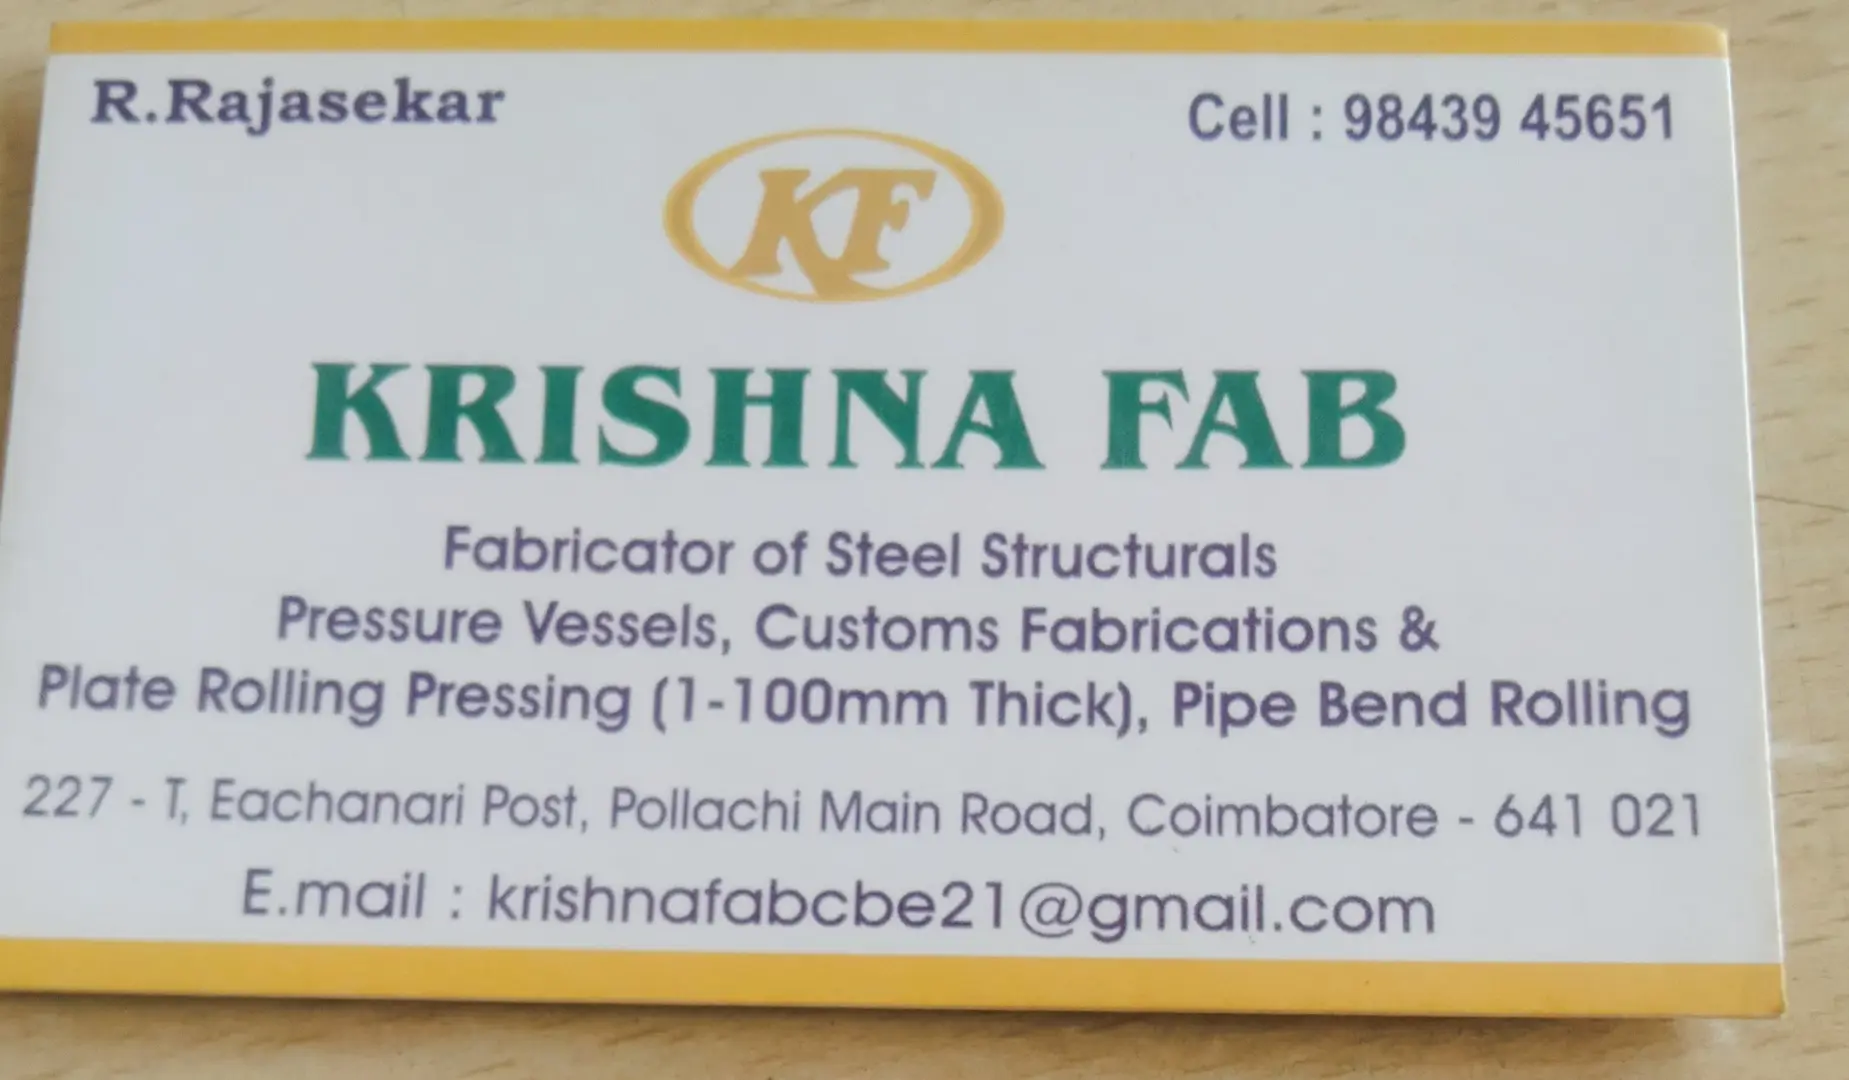 R.Rajasekar
Cell : 98439 45651
KF
KRISHNA FAB
Fabricator of Steel Structurals
Pressure Vessels, Customs Fabrications &
Plate Rolling Pressing (1-100mm Thick), Pipe Bend Rolling
227 - T, Eachanari Post, Pollachi Main Road, Coimbatore - 641 021
E.mail : krishnafabcbe21@gmail.com